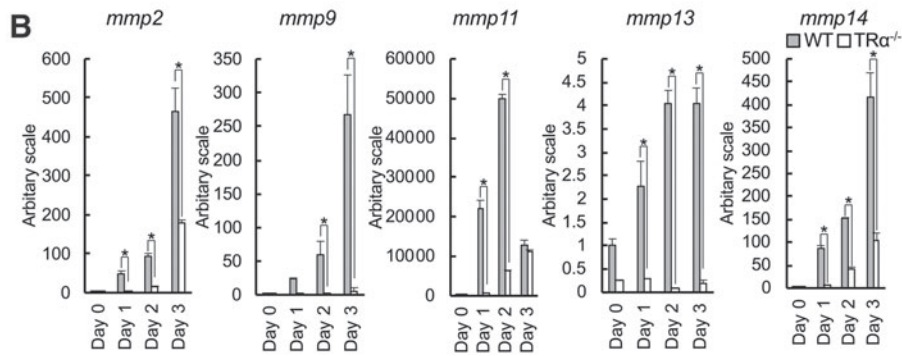 B
mmp2
mmp9
mmp11
mmp13
mmp14
WT TRα-/-
Arbitary scale
600
500
400
300
200
100
0
*
*
*
Day 0
Day 1
Day 2
Day 3
Arbitary scale
350
300
250
200
150
100
50
0
*
*
Day 0
Day 1
Day 2
Day 3
Arbitary scale
60000
50000
40000
30000
20000
10000
0
*
*
Day 0
Day 1
Day 2
Day 3
Arbitary scale
5
4.5
4
3.5
3
2.5
2
1.5
1
0.5
0
*
*
*
Day 0
Day 1
Day 2
Day 3
Arbitary scale
500
450
400
350
300
250
200
150
100
50
0
*
*
*
Day 0
Day 1
Day 2
Day 3